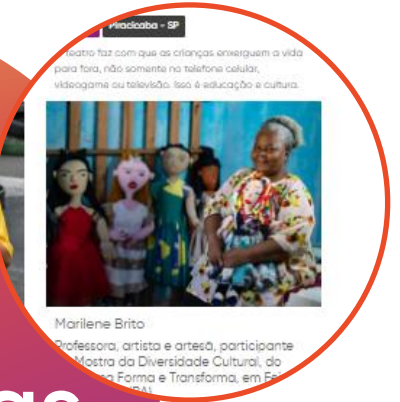 Piracicaba - SP
teatro faz com que as crianças enxerguem a vida
para fora, não somente no telefone celular,
videogame ou televisão. Isso é educação e cultura.
Marilene Brito
Professora, artista e artesã, participante
Mostra da Diversidade Cultural, do
Forma e Transforma, em